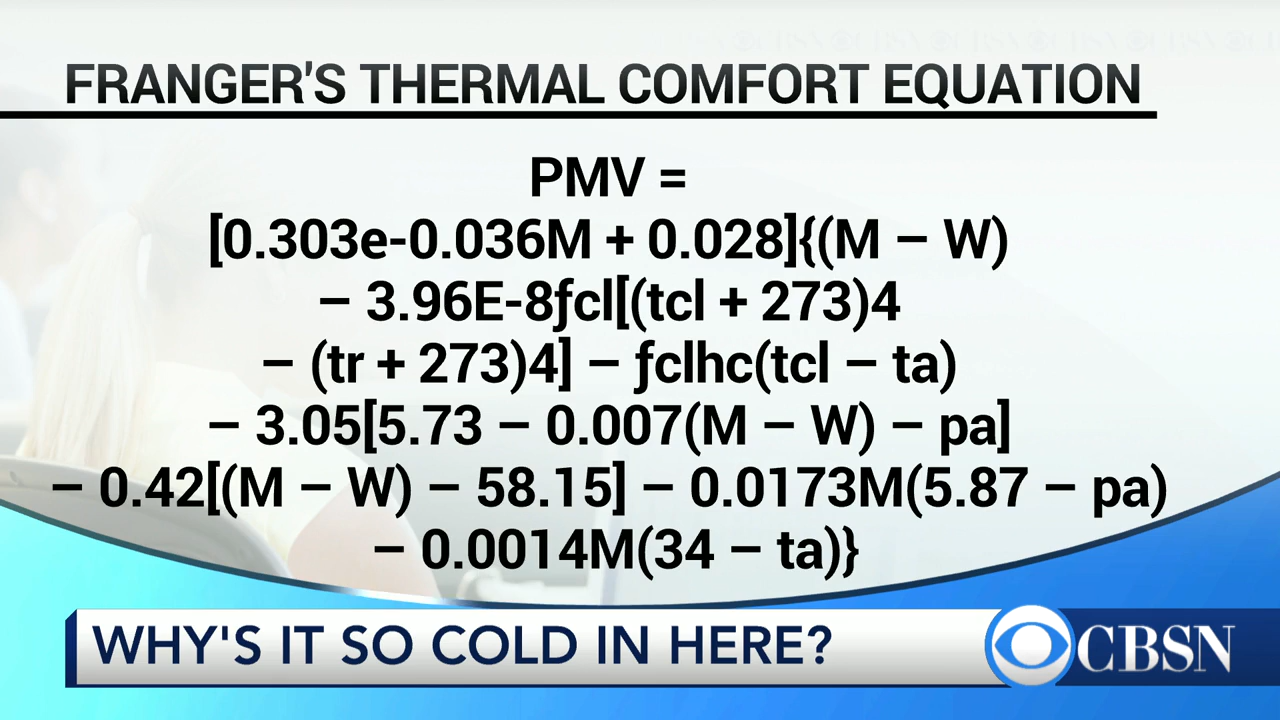 FRANGER'S THERMAL COMFORT EQUATION
PMV =
[0.303e-0.036M + 0.028]{(M – W)
– 3.96E-8ƒcl[(tcl + 273)4
– (tr + 273)4] – ƒclhc(tcl – ta)
– 3.05[5.73 – 0.007(M – W) – pa]
– 0.42[(M – W) – 58.15] – 0.0173M(5.87 – pa)
– 0.0014M(34 – ta)}
WHY'S IT SO COLD IN HERE?
CBSN